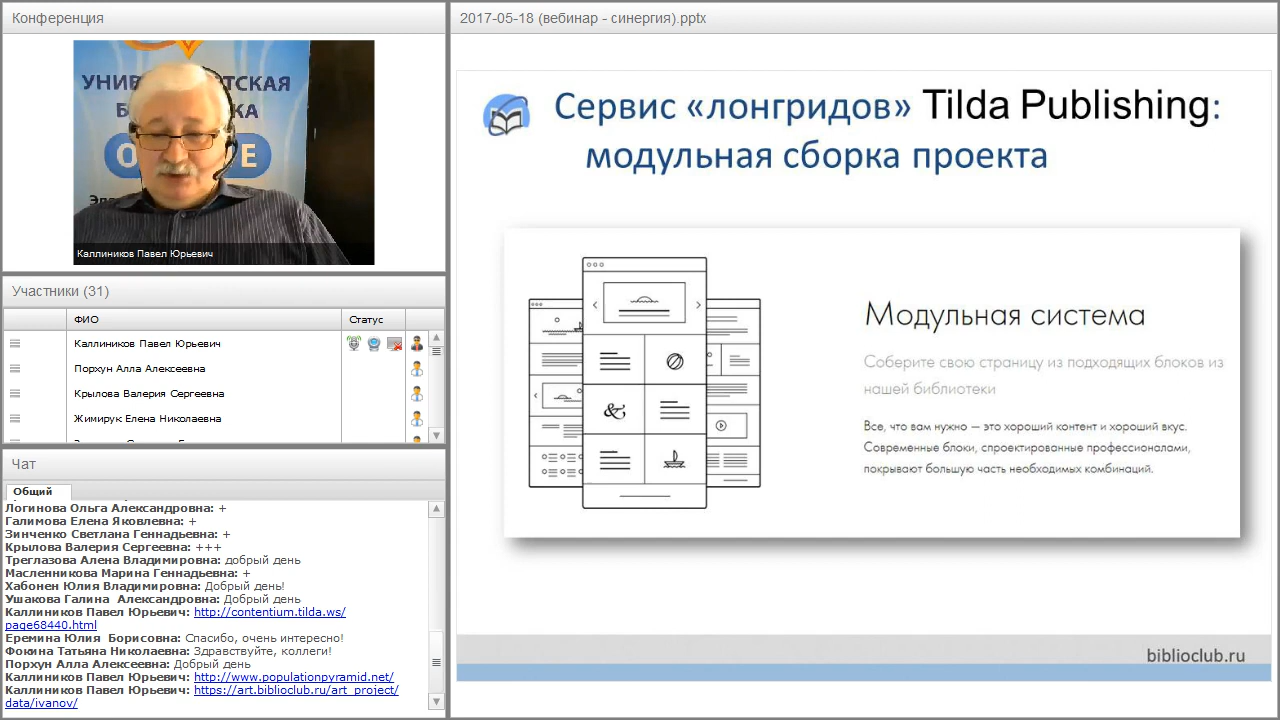 Конференция
УНИВ
ТСКАЯ
Каллиников Павел Юрьевич
Участники (31)
ФИО
Статус
Каллиников Павел Юрьевич
Порхун Алла Алексеевна
Крылова Валерия Сергеевна
Жимирук Елена Николаевна
Чат
Общий
Логинова Ольга Александровна: +
Галимова Елена Яковлевна: +
Зинченко Светлана Геннадьевна: +
Крылова Валерия Сергеевна: +++
Треглазова Алена Владимировна: добрый день
Масленникова Марина Геннадьевна: +
Хабонен Юлия Владимировна: Добрый день!
Ушакова Галина Александровна: Добрый день
Каллиников Павел Юрьевич: http://contentium.tilda.ws/
page68440.html
Еремина Юлия Борисовна: Спасибо, очень интересно!
Фокина Татьяна Николаевна: Здравствуйте, коллеги!
Порхун Алла Алексеевна: Добрый день
Каллиников Павел Юрьевич: http://www.populationpyramid.net/
Каллиников Павел Юрьевич: https://art.biblioclub.ru/art_project/
data/ivanov/
2017-05-18 (вебинар - синергия).pptx
Сервис «лонгридов» Tilda Publishing:
модульная сборка проекта
Модульная система
Соберите свою страницу из подходящих блоков из
нашей библиотеки
Все, что вам нужно — это хороший контент и хороший вкус.
Современные блоки, спроектированные профессионалами,
покрывают большую часть необходимых комбинаций.
biblioclub.ru